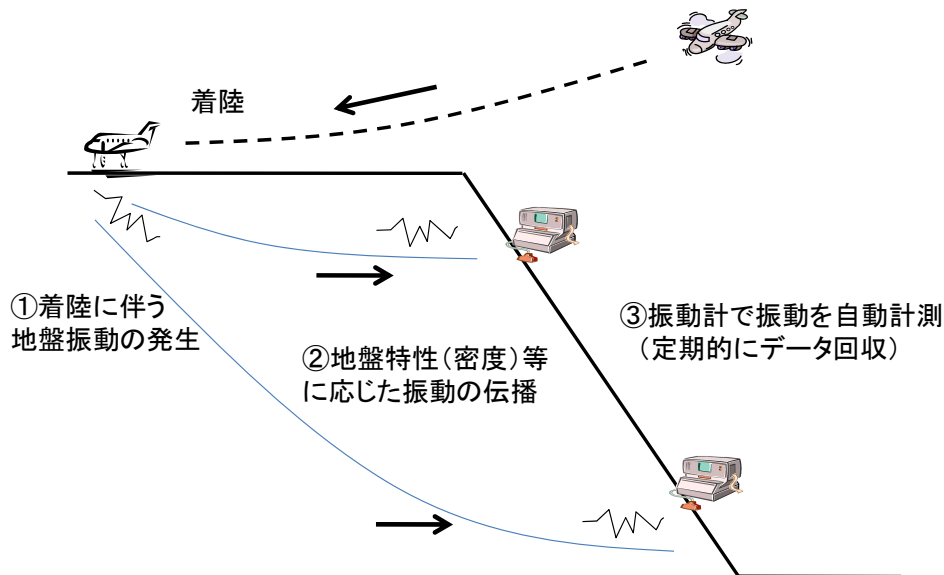 着陸
①着陸に伴う
地盤振動の発生
②地盤特性（密度）等
に応じた振動の伝播
③振動計で振動を自動計測
（定期的にデータ回収）